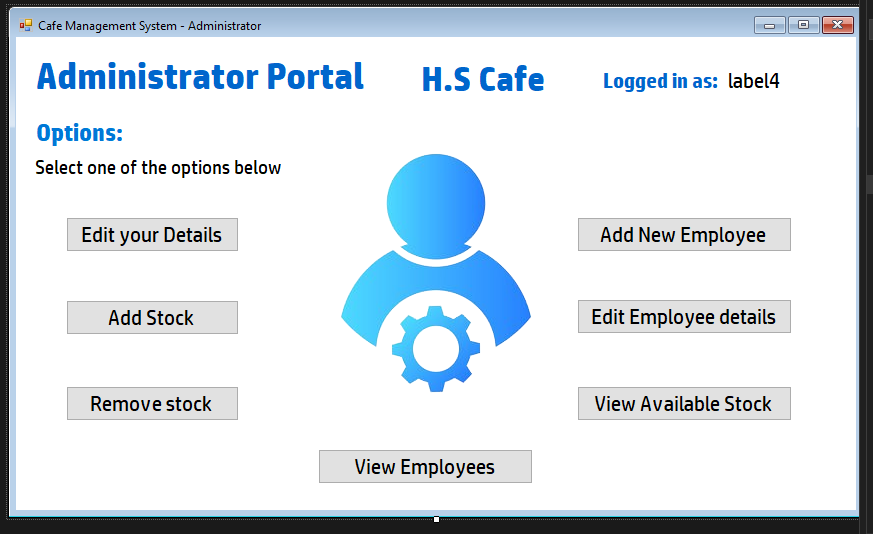 Cafe Management System - Administrator
Administrator Portal
H.S Cafe
Logged in as: label4
Options:
Select one of the options below
Edit your Details
Add New Employee
Add Stock
Edit Employee details
Remove stock
View Available Stock
View Employees